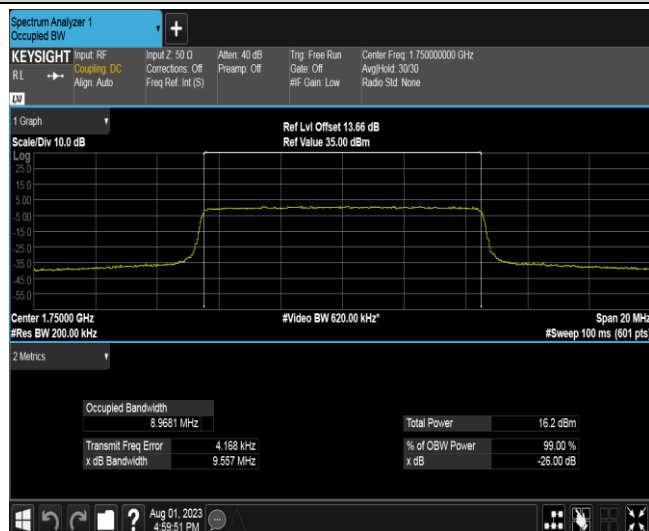 Spectrum Analyzer 1
Occupied BW
+
KEYSIGHT Input: RF Input Z: 50 Ω Atten: 40 dB Trig: Free Run Center Freq: 1.750000000 GHz
RL Coupling: DC Corrections: Off Preamp: Off Gate: Off Avg|Hold: 30/30
Align: Auto Freq Ref: Int (S) #IF Gain: Low Radio Std: None
LXI
1 Graph
Ref Lvl Offset 13.66 dB
Scale/Div 10.0 dB Ref Value 35.00 dBm
Log
25.0
15.0
5.00
-5.00
-15.0
-25.0
-35.0
-45.0
-55.0
Center 1.75000 GHz #Video BW 620.00 kHz* Span 20 MHz
#Res BW 200.00 kHz #Sweep 100 ms (601 pts)
2 Metrics
Occupied Bandwidth
8.9681 MHz Total Power 16.2 dBm
Transmit Freq Error 4.168 kHz % of OBW Power 99.00 %
x dB Bandwidth 9.557 MHz x dB -26.00 dB
? Aug 01, 2023
4:59:51 PM